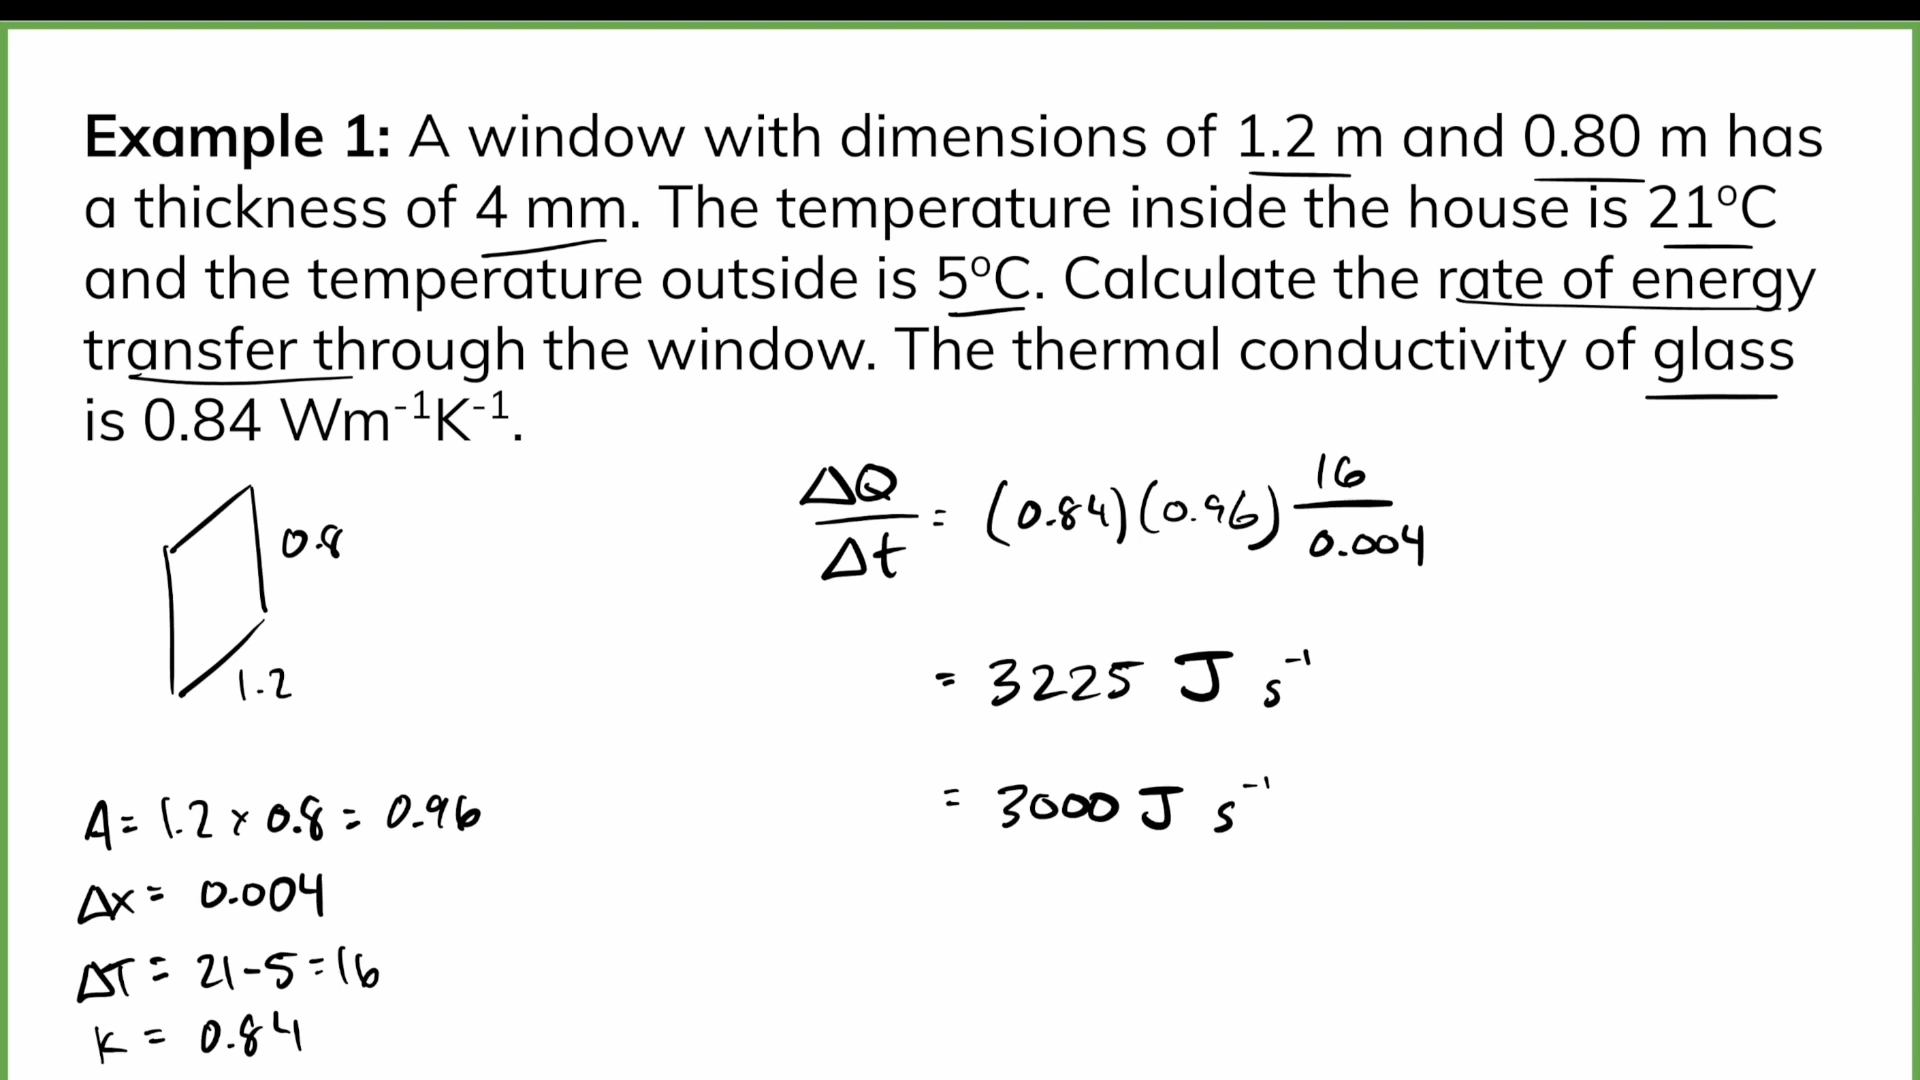 Example 1: A window with dimensions of 1.2 m and 0.80 m has
a thickness of 4 mm. The temperature inside the house is 21°C
and the temperature outside is 5°C. Calculate the rate of energy
transfer through the window. The thermal conductivity of glass
is 0.84 Wm⁻¹K⁻¹.
0.8
1.2
A = 1.2 x 0.8 = 0.96
Δx = 0.004
ΔT = 21-5=16
k = 0.84
ΔQ/Δt = (0.84)(0.96) 16/0.004
= 3225 J s⁻¹
= 3000 J s⁻¹